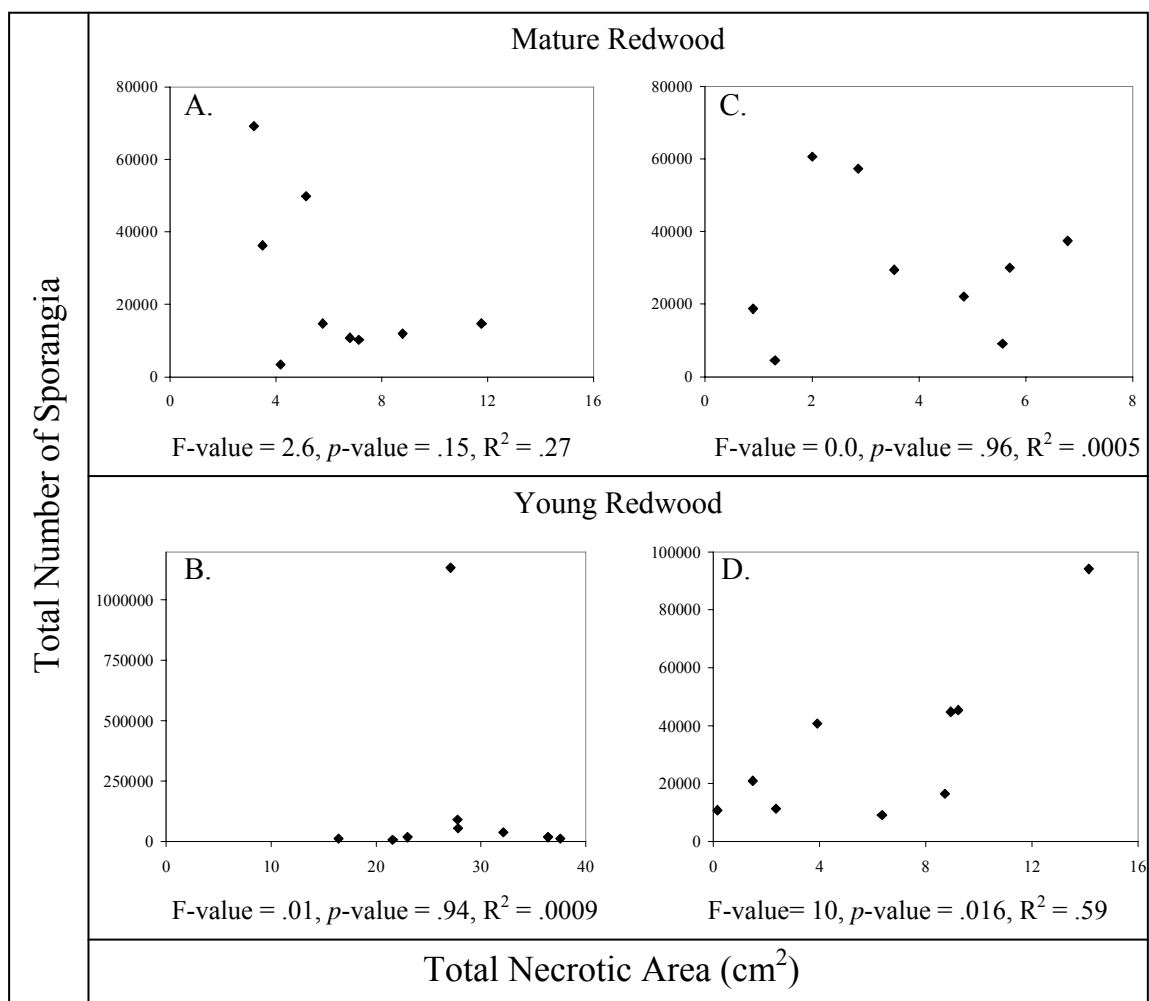 Total Number of Sporangia
Mature Redwood
A.
80000
60000
40000
20000
0
0 4 8 12 16
F-value = 2.6, p-value = .15, R² = .27
C.
80000
60000
40000
20000
0
0 2 4 6 8
F-value = 0.0, p-value = .96, R² = .0005
Young Redwood
B.
1000000
750000
500000
250000
0
0 10 20 30 40
F-value = .01, p-value = .94, R² = .0009
D.
100000
80000
60000
40000
20000
0
0 4 8 12 16
F-value= 10, p-value = .016, R² = .59
Total Necrotic Area (cm²)